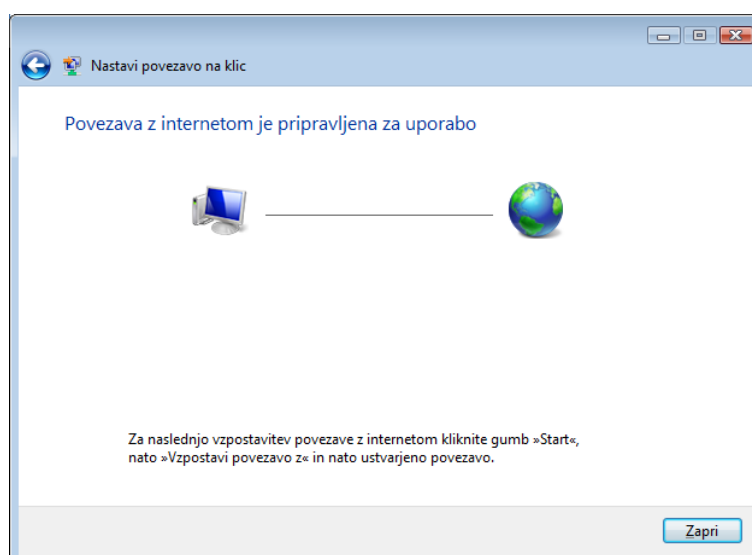 Nastavi povezavo na klic
Povezava z internetom je pripravljena za uporabo
Za naslednjo vzpostavitev povezave z internetom kliknite gumb »Start«,
nato »Vzpostavi povezavo z« in nato ustvarjeno povezavo.
Zapri